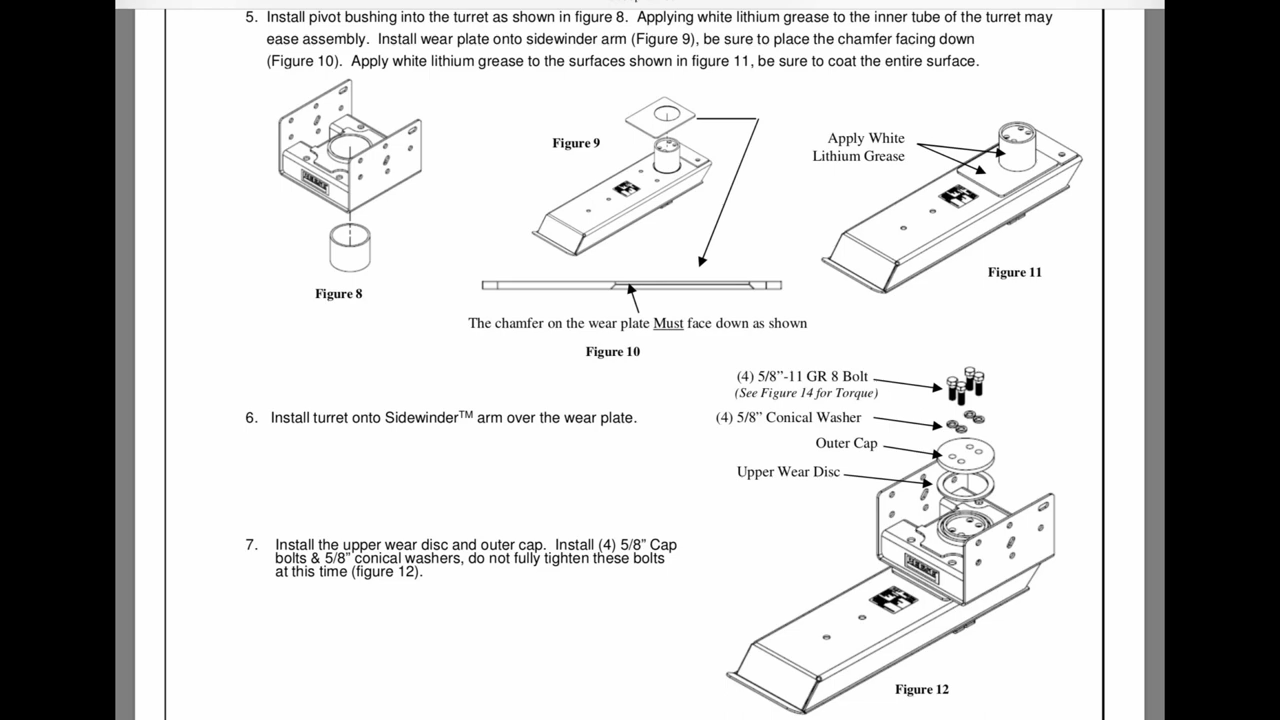 5. Install pivot bushing into the turret as shown in figure 8. Applying white lithium grease to the inner tube of the turret may
ease assembly. Install wear plate onto sidewinder arm (Figure 9), be sure to place the chamfer facing down
(Figure 10). Apply white lithium grease to the surfaces shown in figure 11, be sure to coat the entire surface.
Figure 8
Figure 9
Apply White
Lithium Grease
Figure 11
The chamfer on the wear plate Must face down as shown
Figure 10
(4) 5/8”-11 GR 8 Bolt
(See Figure 14 for Torque)
6. Install turret onto Sidewinder™ arm over the wear plate.
(4) 5/8” Conical Washer
Outer Cap
Upper Wear Disc
7. Install the upper wear disc and outer cap. Install (4) 5/8” Cap
bolts & 5/8” conical washers, do not fully tighten these bolts
at this time (figure 12).
Figure 12